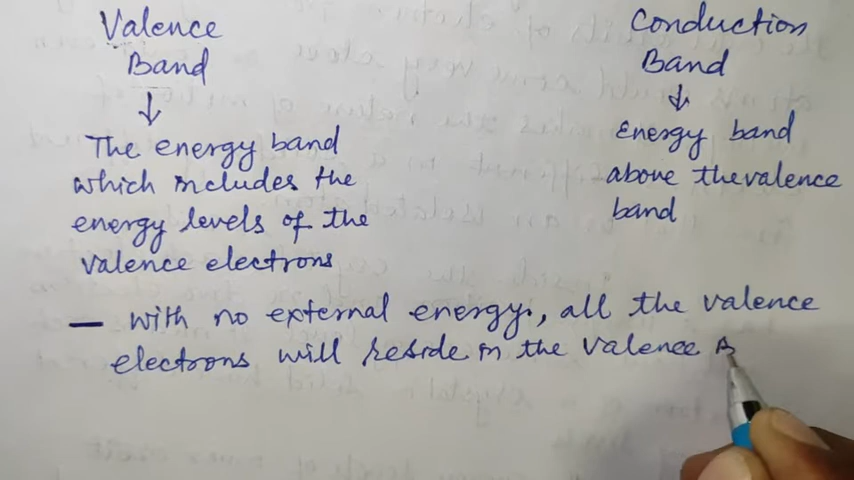 Valence
Band
↓
The energy band
which includes the
energy levels of the
valence electrons
Conduction
Band
↓
Energy band
above the valence
band
— with no external energy, all the valence
electrons will reside in the valence B